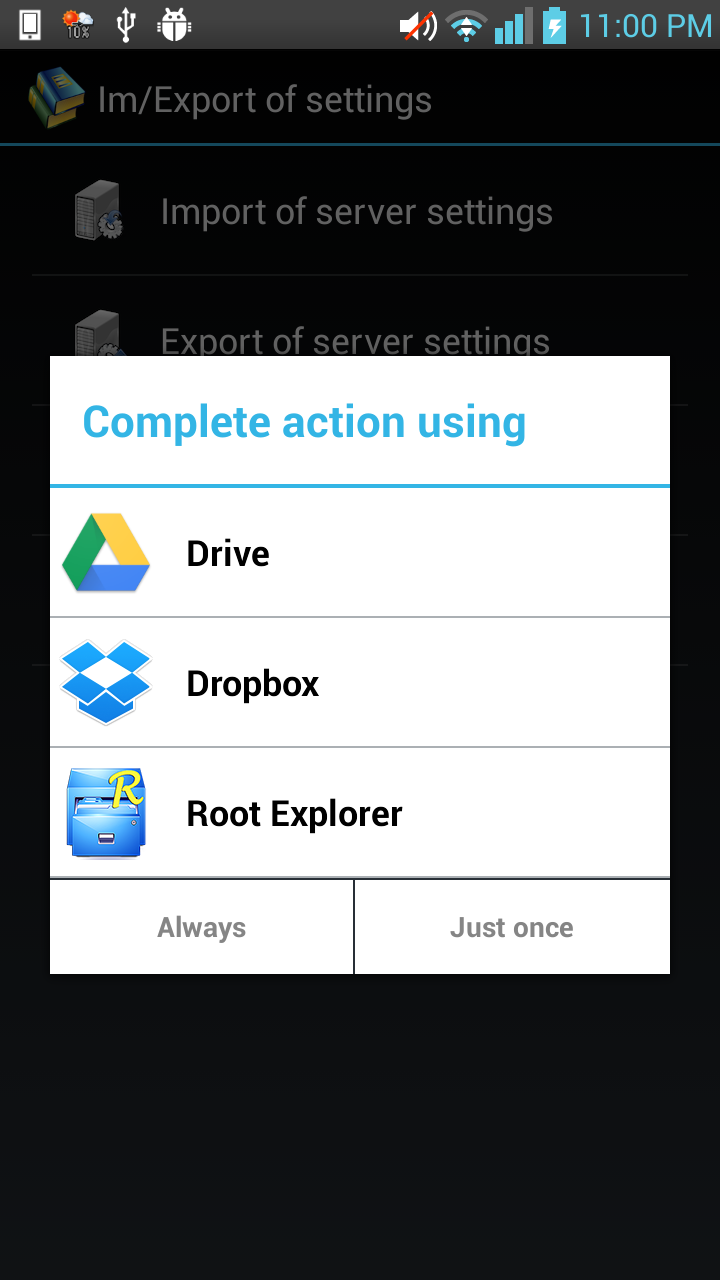 10%
11:00 PM
Im/Export of settings
Import of server settings
Export of server settings
Complete action using
Drive
Dropbox
R
Root Explorer
Always
Just once